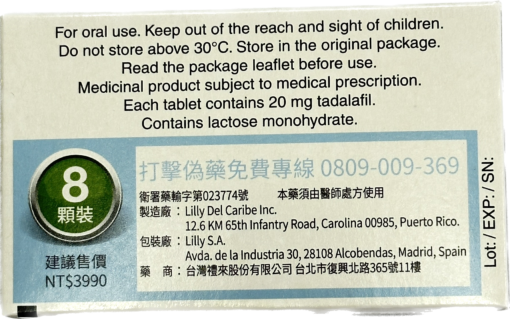 For oral use. Keep out of the reach and sight of children.
Do not store above 30°C. Store in the original package.
Read the package leaflet before use.
Medicinal product subject to medical prescription.
Each tablet contains 20 mg tadalafil.
Contains lactose monohydrate.
8
顆裝
建議售價
NT$3990
打擊偽藥免費專線 0809-009-369
衛署藥輸字第023774號 本藥須由醫師處方使用
製造廠：Lilly Del Caribe Inc.
12.6 KM 65th Infantry Road, Carolina 00985, Puerto Rico.
包裝廠：Lilly S.A.
Avda. de la Industria 30, 28108 Alcobendas, Madrid, Spain
藥 商：台灣禮來股份有限公司 台北市復興北路365號11樓
Lot: / EXP: / SN: